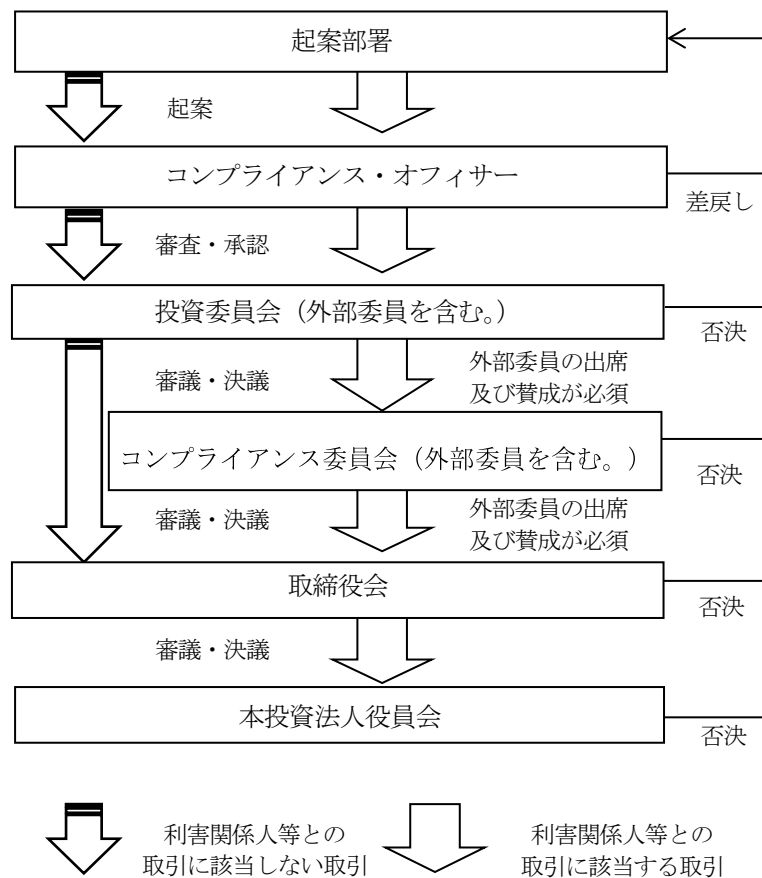 起案部署
起案
コンプライアンス・オフィサー
差戻し
審査・承認
投資委員会（外部委員を含む。）
否決
審議・決議
外部委員の出席
及び賛成が必須
コンプライアンス委員会（外部委員を含む。）
否決
審議・決議
外部委員の出席
及び賛成が必須
取締役会
否決
審議・決議
本投資法人役員会
否決
利害関係人等との
取引に該当しない取引
利害関係人等との
取引に該当する取引